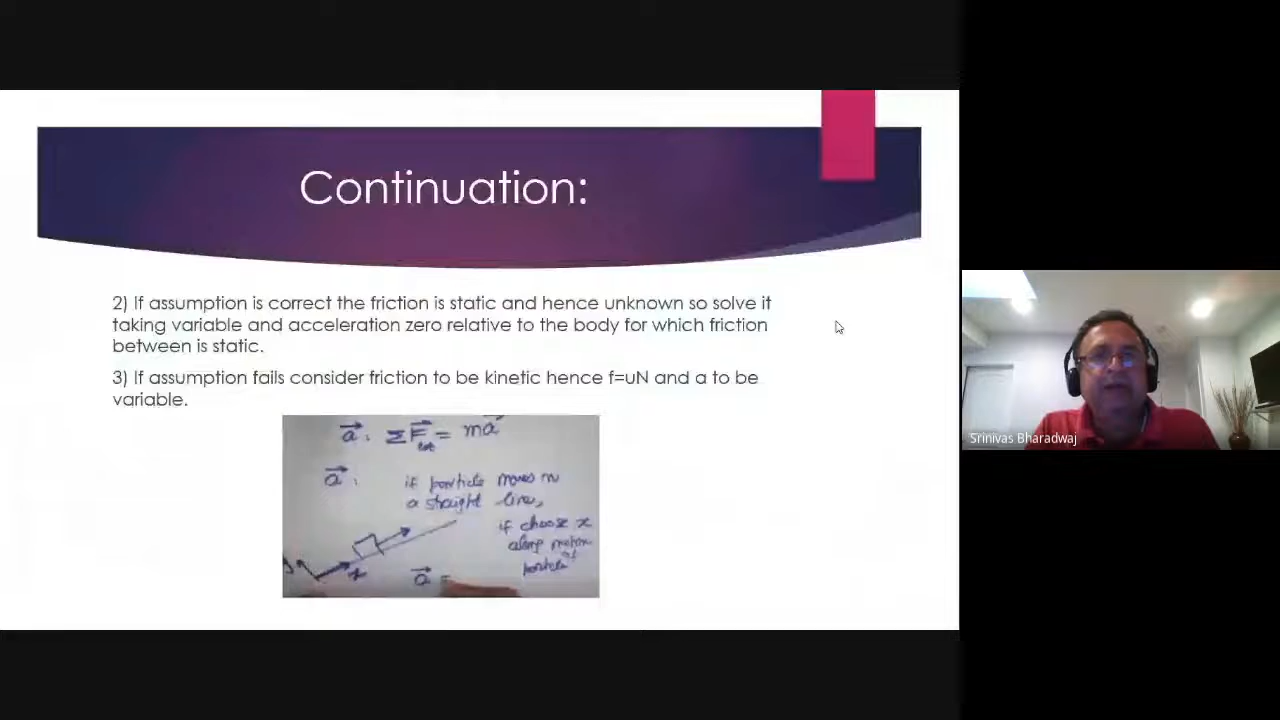 Continuation:
2) If assumption is correct the friction is static and hence unknown so solve it
taking variable and acceleration zero relative to the body for which friction
between is static.
3) If assumption fails consider friction to be kinetic hence f=uN and a to be
variable.
a⃗ : ΣF⃗tot = ma⃗
a⃗ : if particle moves in
a straight line,
if choose x
along motion
of
particle
y
x
a⃗ =
Srinivas Bharadwaj